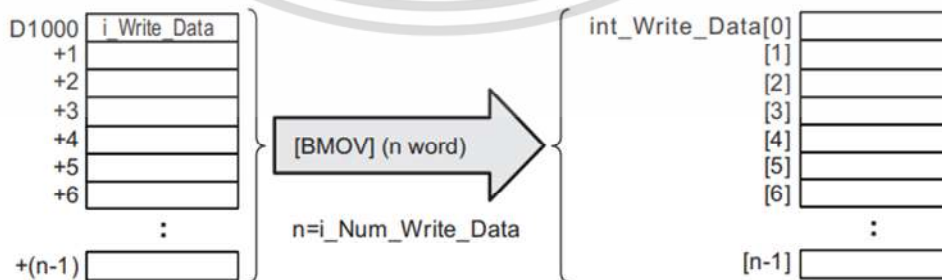 D1000 i_Write_Data
+1
+2
+3
+4
+5
+6
:
+(n-1)
[BMOV] (n word)
n=i_Num_Write_Data
int_Write_Data[0]
[1]
[2]
[3]
[4]
[5]
[6]
:
[n-1]